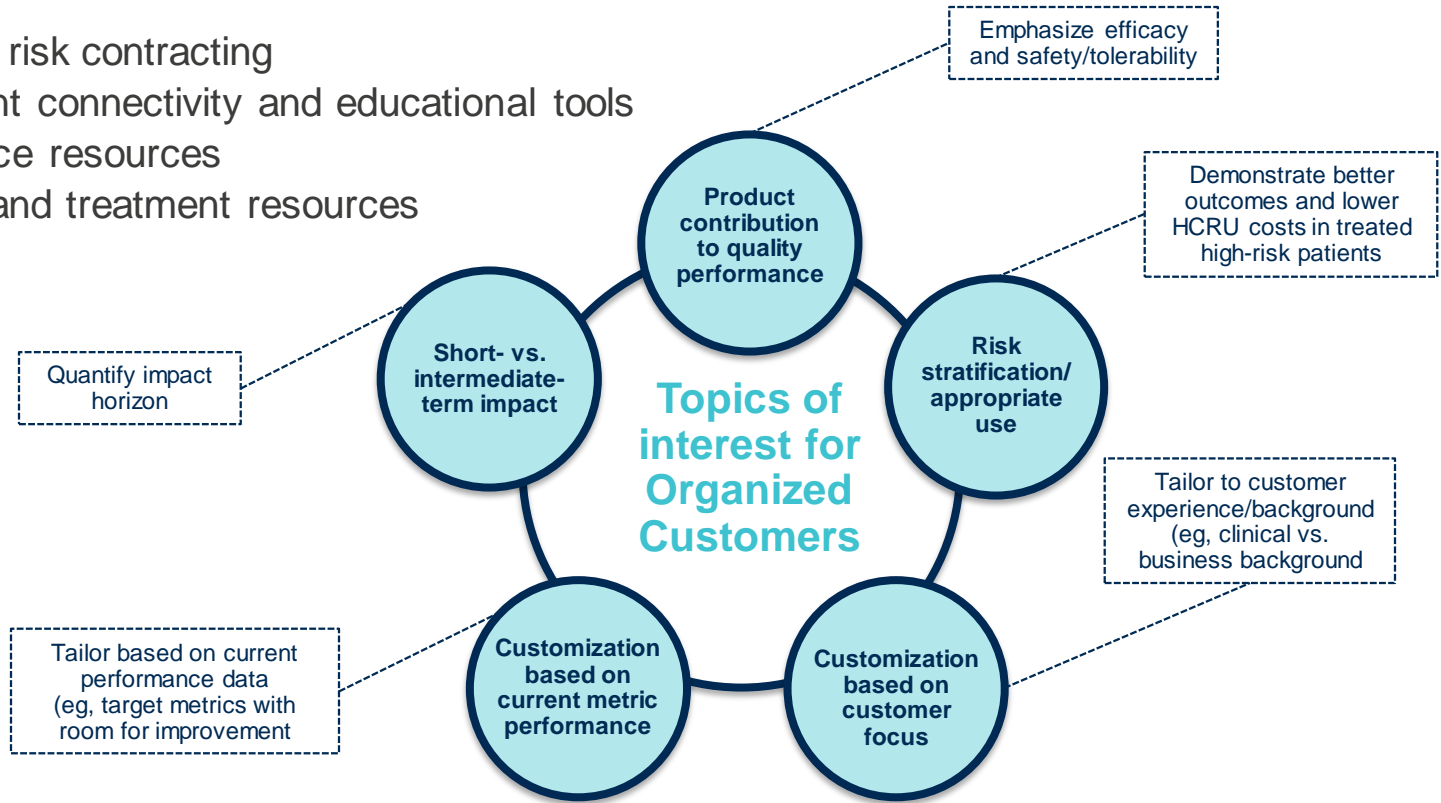 risk contracting
connectivity and educational tools
resources
and treatment resources
Emphasize efficacy
and safety/tolerability
Product
contribution
to quality
performance
Demonstrate better
outcomes and lower
HCRU costs in treated
high-risk patients
Short- vs.
intermediate-
term impact
Quantify impact
horizon
Risk
stratification/
appropriate
use
Topics of
interest for
Organized
Customers
Tailor to customer
experience/background
(eg, clinical vs.
business background
Tailor based on current
performance data
(eg, target metrics with
room for improvement
Customization
based on
current metric
performance
Customization
based on
customer
focus